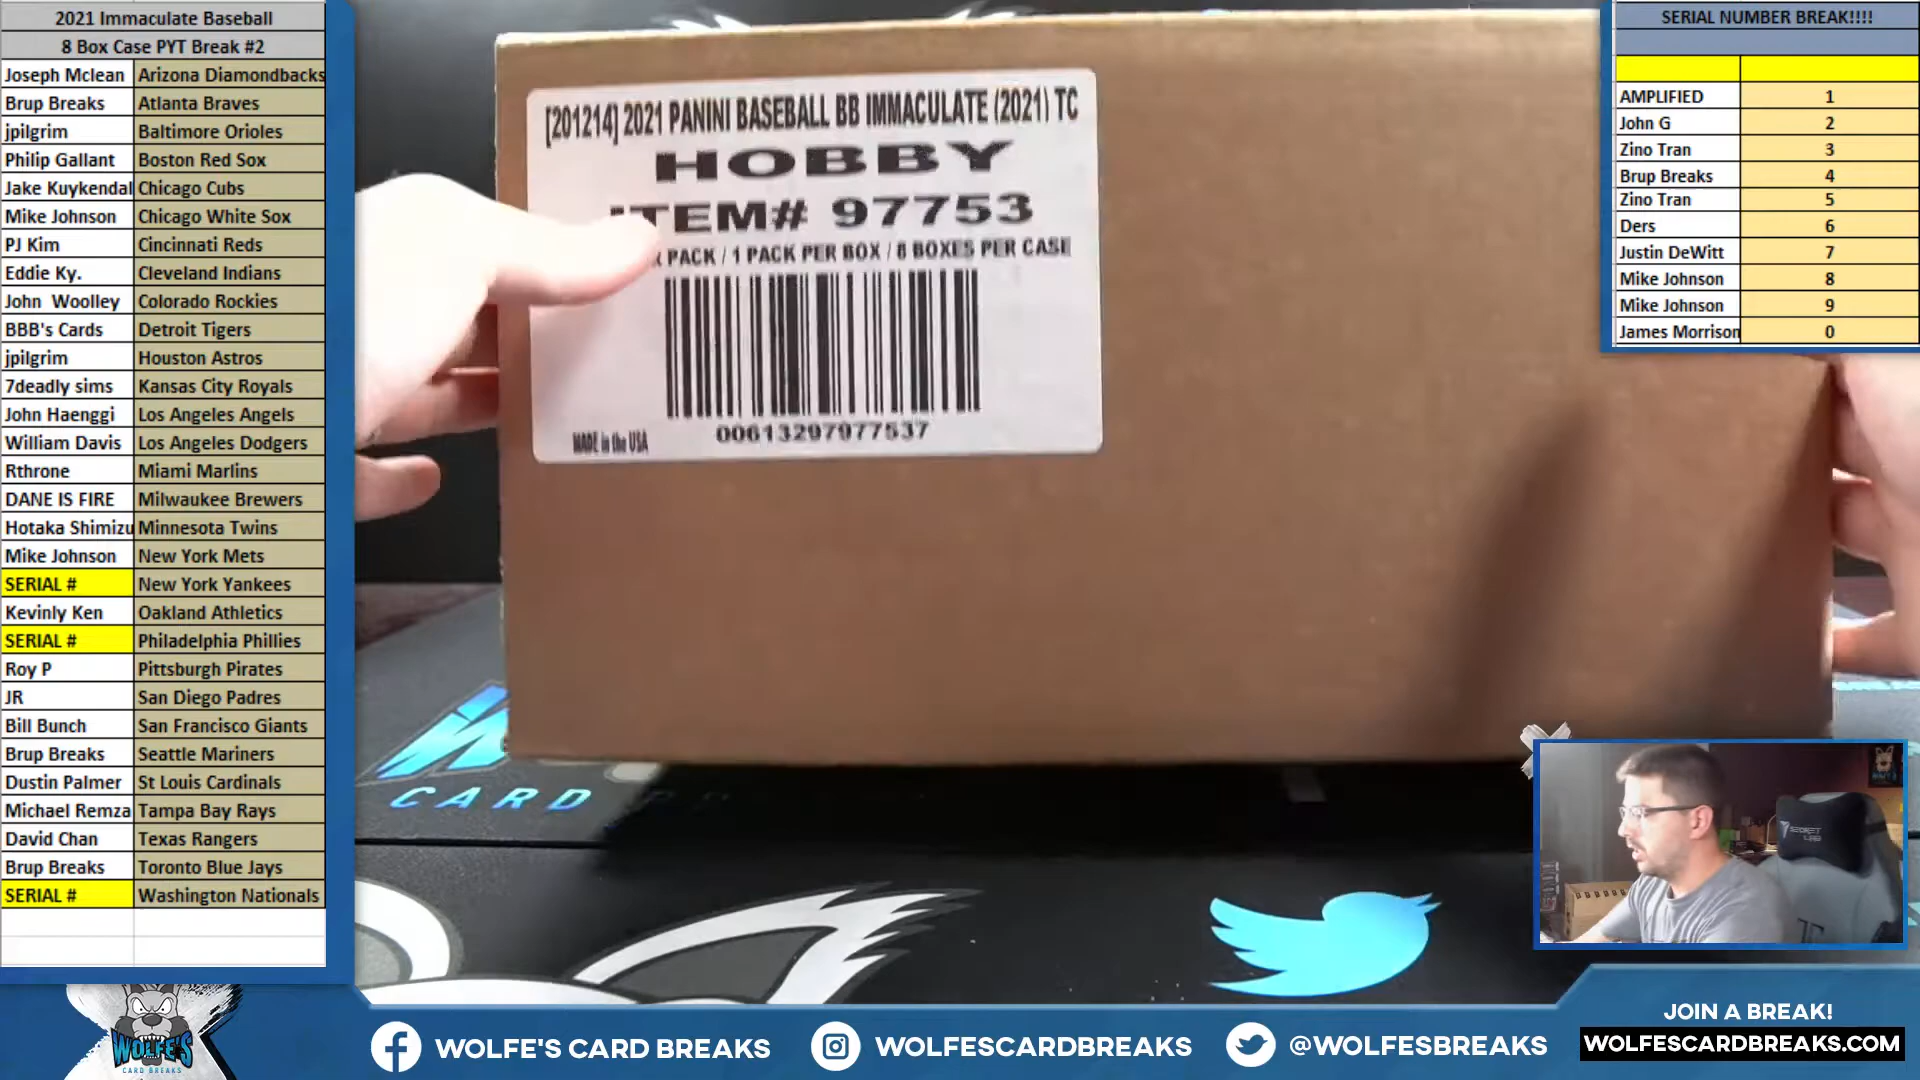 2021 Immaculate Baseball
8 Box Case PYT Break #2
Joseph Mclean Arizona Diamondbacks
Brup Breaks Atlanta Braves
jpilgrim Baltimore Orioles
Philip Gallant Boston Red Sox
Jake Kuykendal Chicago Cubs
Mike Johnson Chicago White Sox
PJ Kim Cincinnati Reds
Eddie Ky. Cleveland Indians
John Woolley Colorado Rockies
BBB's Cards Detroit Tigers
jpilgrim Houston Astros
7deadly sims Kansas City Royals
John Haenggi Los Angeles Angels
William Davis Los Angeles Dodgers
Rthrone Miami Marlins
DANE IS FIRE Milwaukee Brewers
Hotaka Shimizu Minnesota Twins
Mike Johnson New York Mets
SERIAL # New York Yankees
Kevinly Ken Oakland Athletics
SERIAL # Philadelphia Phillies
Roy P Pittsburgh Pirates
JR San Diego Padres
Bill Bunch San Francisco Giants
Brup Breaks Seattle Mariners
Dustin Palmer St Louis Cardinals
Michael Remza Tampa Bay Rays
David Chan Texas Rangers
Brup Breaks Toronto Blue Jays
SERIAL # Washington Nationals
[201214] 2021 PANINI BASEBALL BB IMMACULATE (2021) TC
HOBBY
ITEM# 97753
PACK / 1 PACK PER BOX / 8 BOXES PER CASE
00613297977537
MADE in the USA
CARD
SERIAL NUMBER BREAK!!!!
AMPLIFIED 1
John G 2
Zino Tran 3
Brup Breaks 4
Zino Tran 5
Ders 6
Justin DeWitt 7
Mike Johnson 8
Mike Johnson 9
James Morrison 0
SECRET LAB
WOLFE'S
CARD BREAKS
WOLFE'S CARD BREAKS
WOLFESCARDBREAKS
@WOLFESBREAKS
JOIN A BREAK!
WOLFESCARDBREAKS.COM